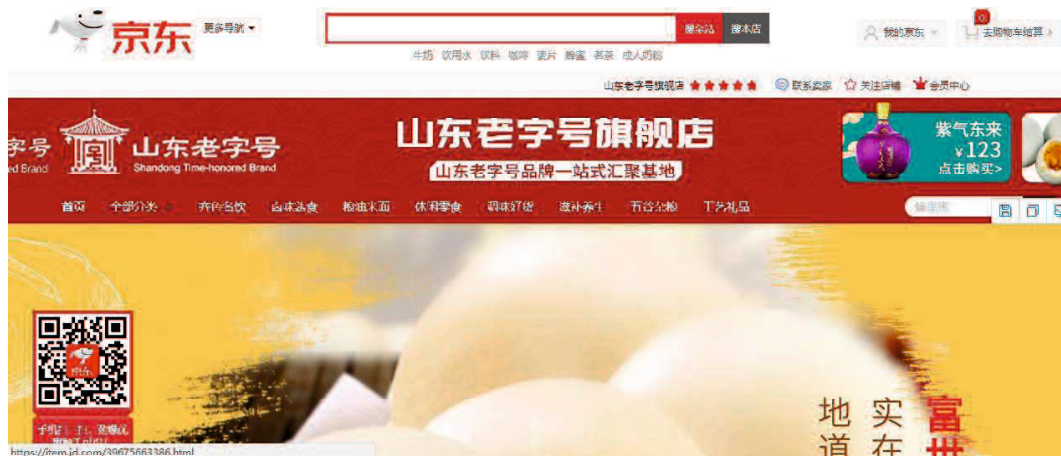 京东
更多导航
搜全站 搜本店
我的京东
0
去购物车结算
牛奶 饮用水 饮料 咖啡 麦片 蜂蜜 茗茶 成人奶粉
山东老字号旗舰店 联系卖家 关注店铺 会员中心
字号
ed Brand
山东老字号
Shandong Time-honored Brand
山东老字号旗舰店
山东老字号品牌一站式汇聚基地
紫气东来
¥123
点击购买>
首页 全部分类 齐鲁名饮 卤味熟食 粮油米面 休闲零食 调味好货 滋补养生 五谷杂粮 工艺礼品
京东
地道
实在
富世
https://item.jd.com/39675663386.html